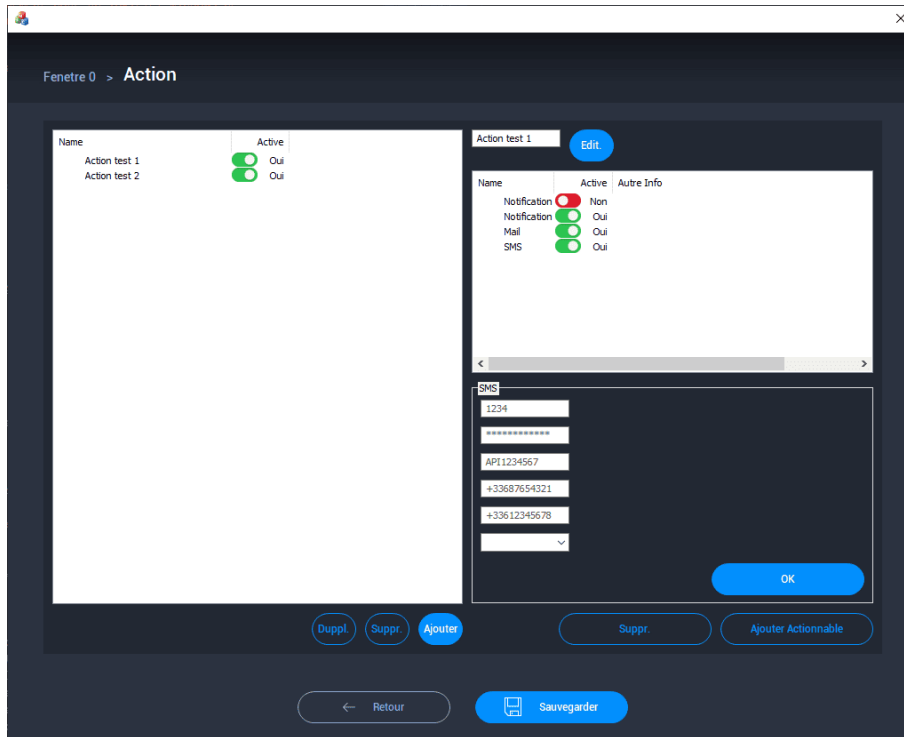 Fenetre 0 > Action
Name Active
Action test 1 Oui
Action test 2 Oui
Duppl. Suppr. Ajouter
Action test 1 Edit.
Name Active Autre Info
Notification Non
Notification Oui
Mail Oui
SMS Oui
SMS
1234
************
API1234567
+33687654321
+33612345678
OK
Suppr. Ajouter Actionnable
Retour Sauvegarder